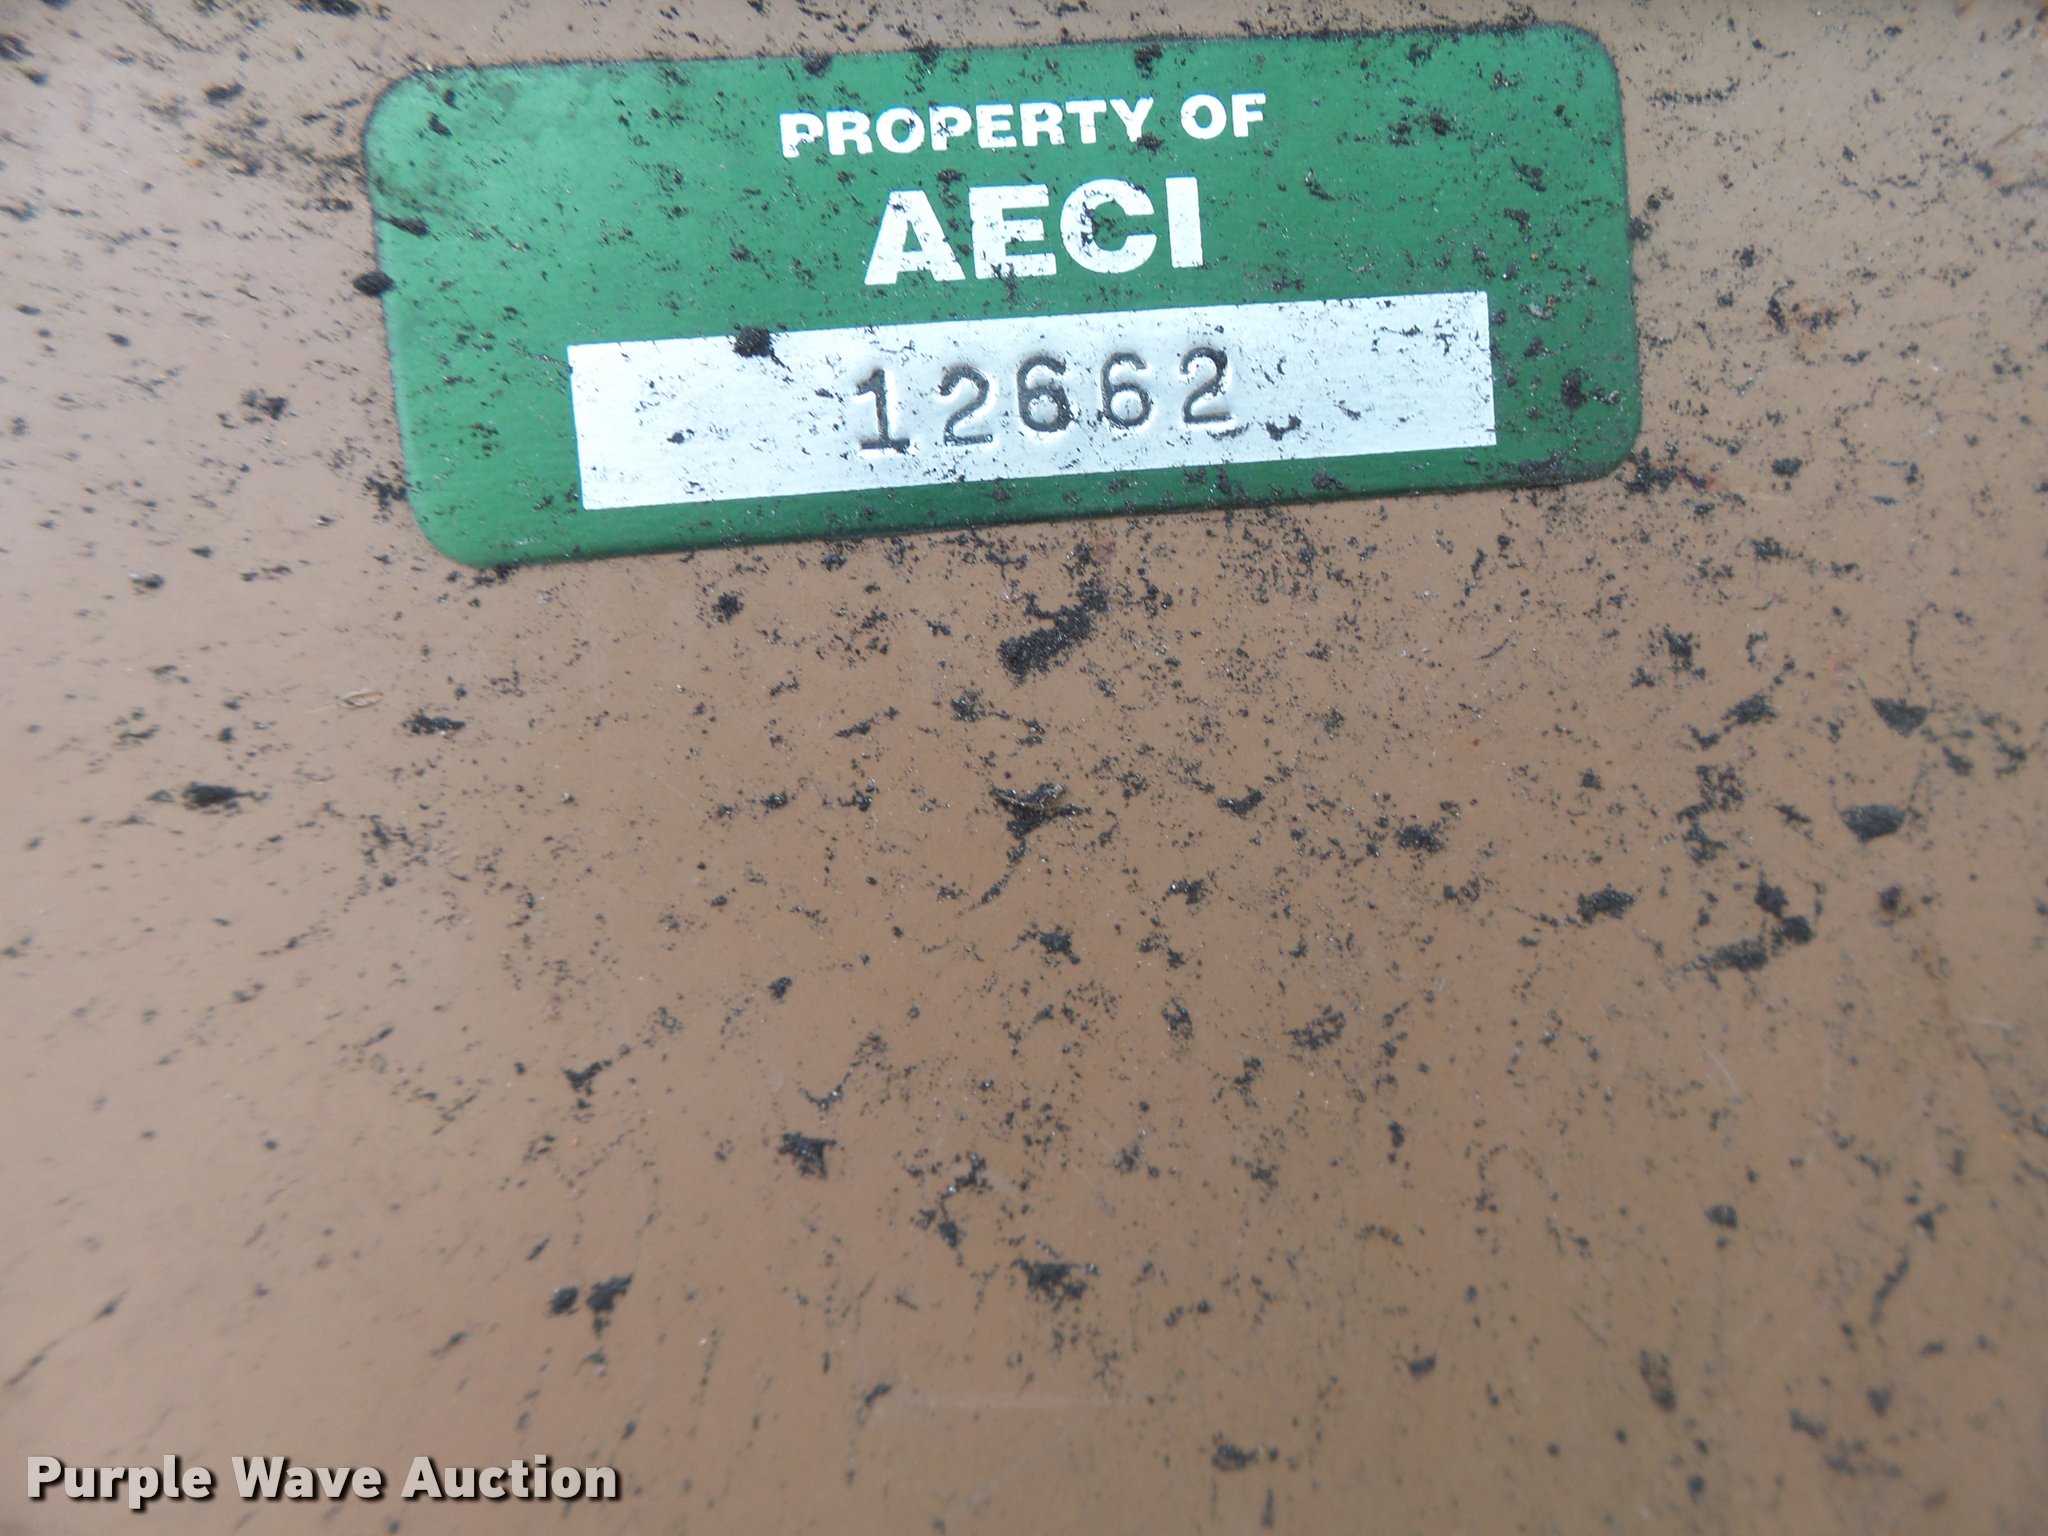 PROPERTY OF
AECI
12662
Purple Wave Auction